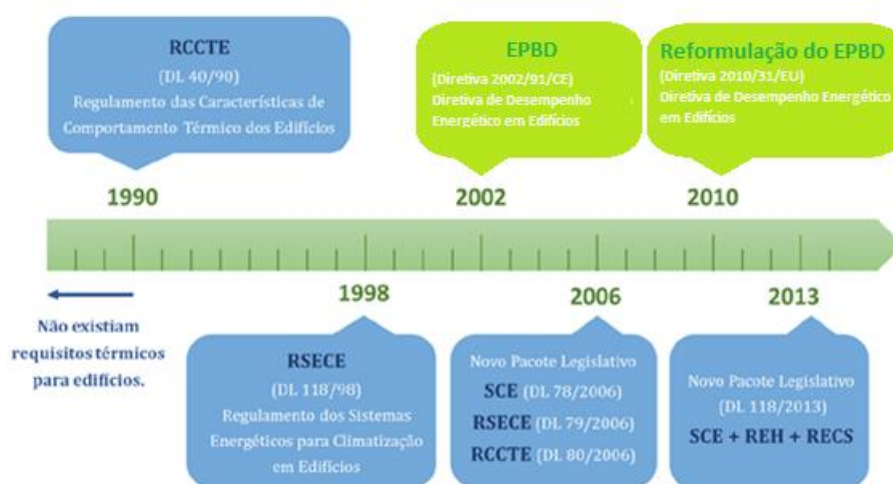 RCCTE
(DL 40/90)
Regulamento das Características de
Comportamento Térmico dos Edifícios
EPBD
(Diretiva 2002/91/CE)
Diretiva de Desempenho
Energético em Edifícios
Reformulação do EPBD
(Diretiva 2010/31/EU)
Diretiva de Desempenho Energético
em Edifícios
1990
2002
2010
1998
2006
2013
Não existiam
requisitos térmicos
para edifícios.
RSECE
(DL 118/98)
Regulamento dos Sistemas
Energéticos para Climatização
em Edifícios
Novo Pacote Legislativo
SCE (DL 78/2006)
RSECE (DL 79/2006)
RCCTE (DL 80/2006)
Novo Pacote Legislativo
(DL 118/2013)
SCE + REH + RECS